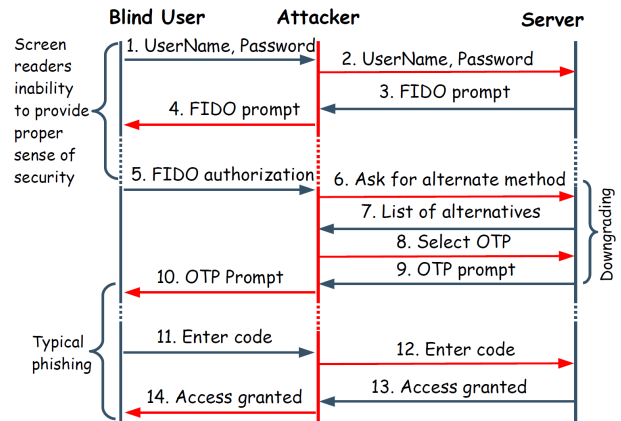 Blind User
Attacker
Server
Screen
readers
inability
to provide
proper
sense of
security
1. UserName, Password
2. UserName, Password
3. FIDO prompt
4. FIDO prompt
5. FIDO authorization
6. Ask for alternate method
7. List of alternatives
8. Select OTP
9. OTP prompt
10. OTP Prompt
Downgrading
Typical
phishing
11. Enter code
12. Enter code
13. Access granted
14. Access granted